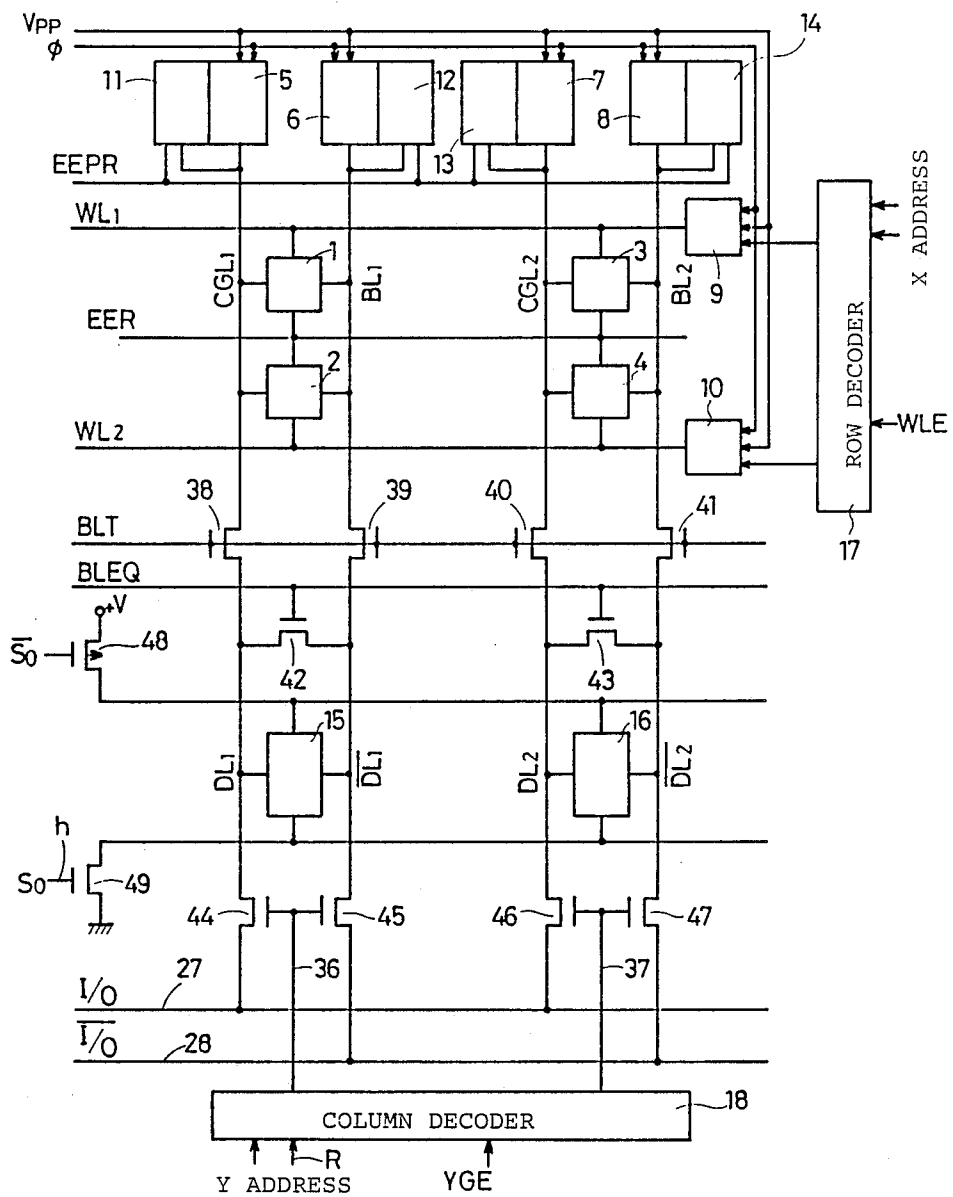 VPP
φ
14
11 5 12 7
6 8
13
EEPR
WL1
X ADDRESS
CGL1 1 BL1 CGL2 3 BL2 9
EER
ROW DECODER
2 4
10
WL2
WLE
38 39 40 41
BLT
17
BLEQ
+V
S̅0̅ 48
42 43
15 16
DL1 D̅L̅1̅ DL2 D̅L̅2̅
h
S0 49
44 45 46 47
36 37
I/O 27
I̅/̅O̅ 28
COLUMN DECODER 18
R
Y ADDRESS YGE